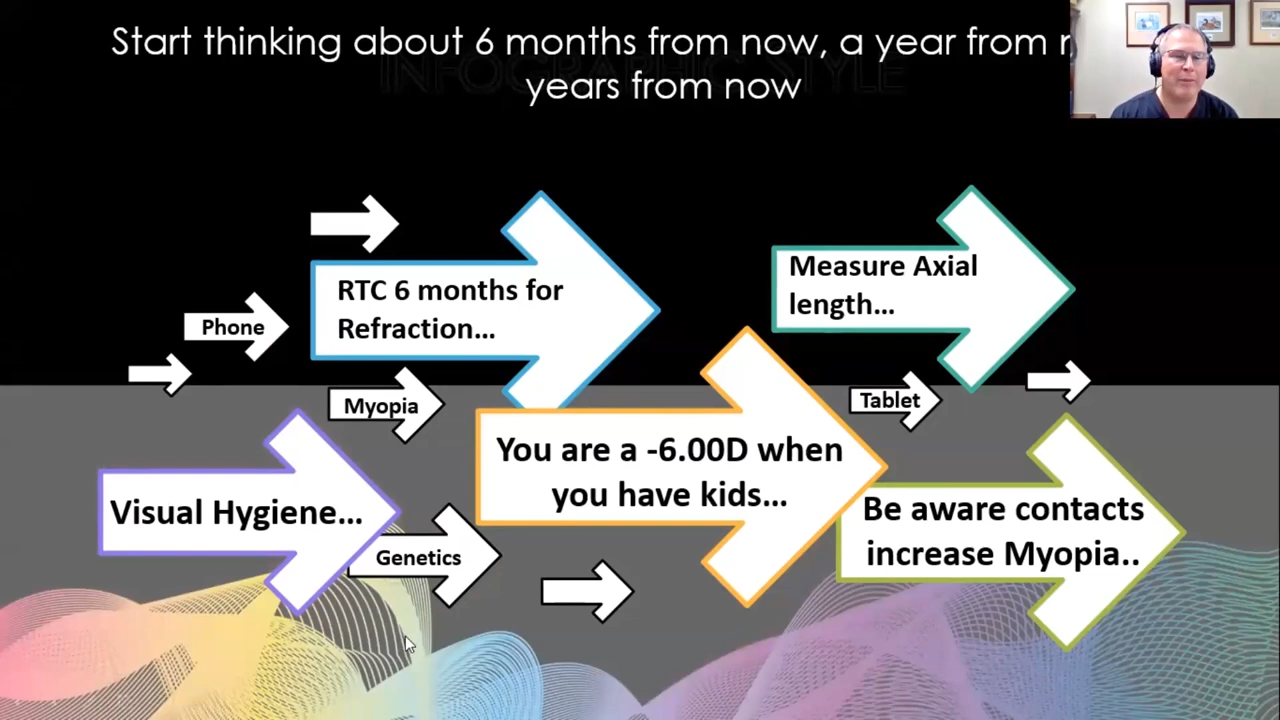 Start thinking about 6 months from now, a year from
years from now
INFOGRAPHIC STYLE
RTC 6 months for
Refraction…
Measure Axial
length…
Phone
Myopia
Tablet
You are a -6.00D when
you have kids…
Visual Hygiene…
Genetics
Be aware contacts
increase Myopia..